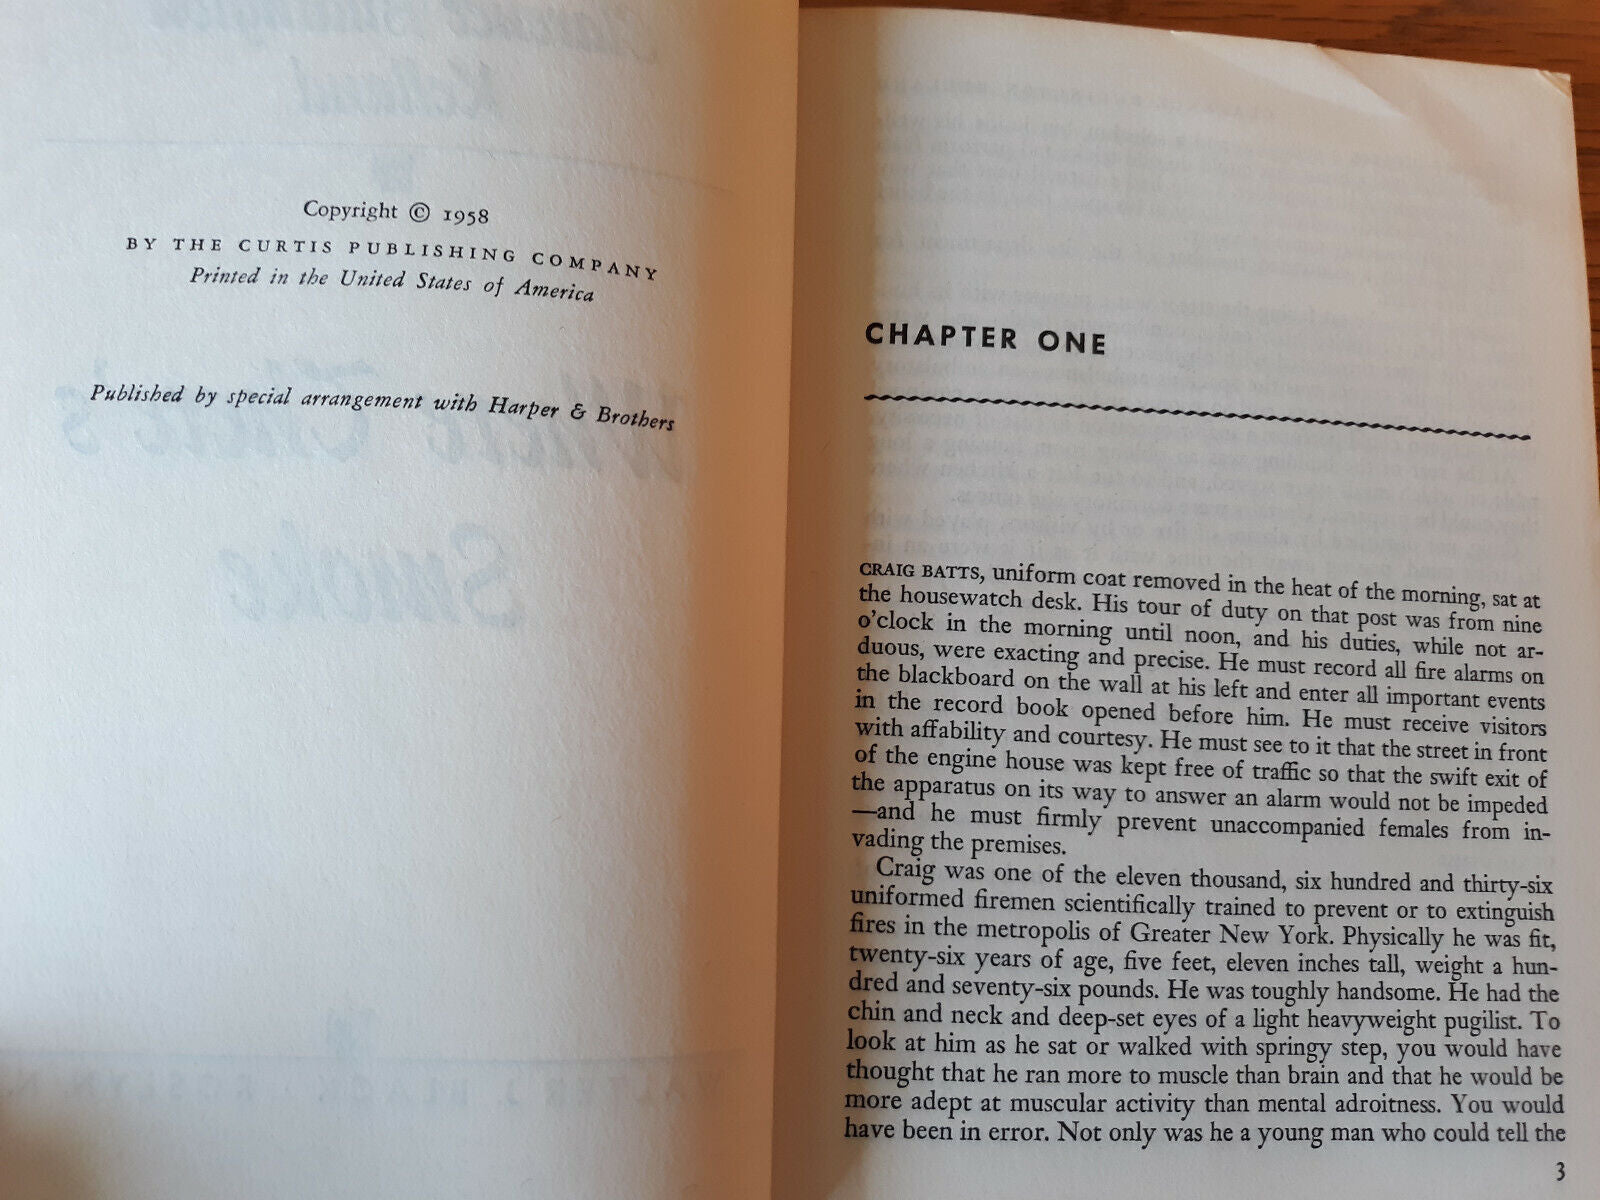 Copyright © 1958
BY THE CURTIS PUBLISHING COMPANY
Printed in the United States of America
Published by special arrangement with Harper & Brothers
CHAPTER ONE
CRAIG BATTS, uniform coat removed in the heat of the morning, sat at
the housewatch desk. His tour of duty on that post was from nine
o'clock in the morning until noon, and his duties, while not ar-
duous, were exacting and precise. He must record all fire alarms on
the blackboard on the wall at his left and enter all important events
in the record book opened before him. He must receive visitors
with affability and courtesy. He must see to it that the street in front
of the engine house was kept free of traffic so that the swift exit of
the apparatus on its way to answer an alarm would not be impeded
—and he must firmly prevent unaccompanied females from in-
vading the premises.
Craig was one of the eleven thousand, six hundred and thirty-six
uniformed firemen scientifically trained to prevent or to extinguish
fires in the metropolis of Greater New York. Physically he was fit,
twenty-six years of age, five feet, eleven inches tall, weight a hun-
dred and seventy-six pounds. He was toughly handsome. He had the
chin and neck and deep-set eyes of a light heavyweight pugilist. To
look at him as he sat or walked with springy step, you would have
thought that he ran more to muscle than brain and that he would be
more adept at muscular activity than mental adroitness. You would
have been in error. Not only was he a young man who could tell the
3